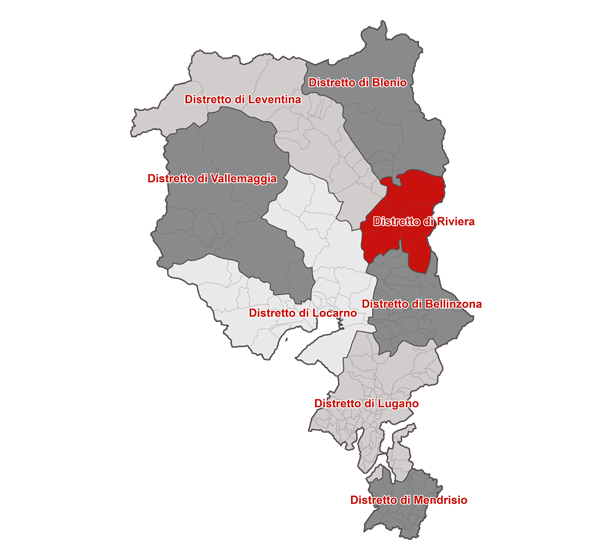 Distretto di Blenio
Distretto di Leventina
Distretto di Vallemaggia
Distretto di Riviera
Distretto di Bellinzona
Distretto di Locarno
Distretto di Lugano
Distretto di Mendrisio